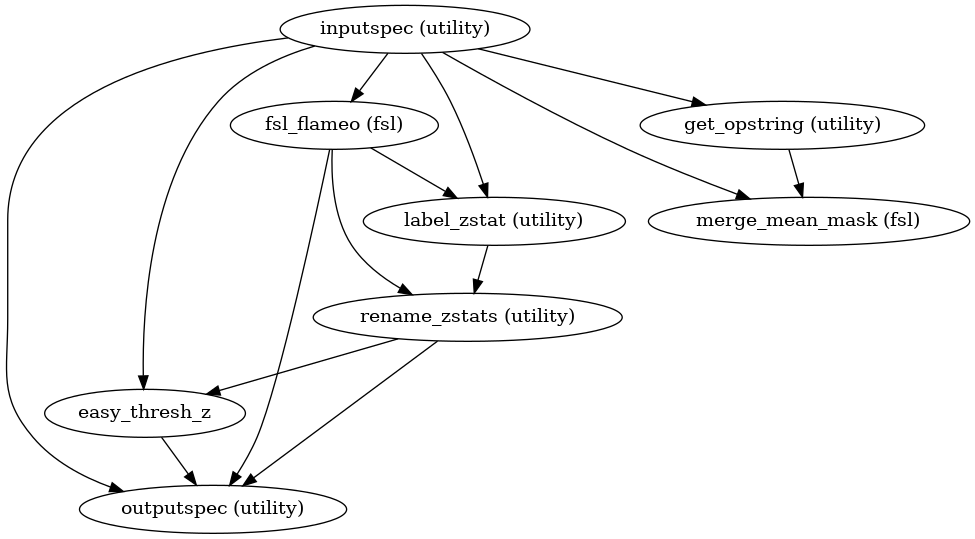 inputspec (utility)
fsl_flameo (fsl)
get_opstring (utility)
label_zstat (utility)
merge_mean_mask (fsl)
rename_zstats (utility)
easy_thresh_z
outputspec (utility)